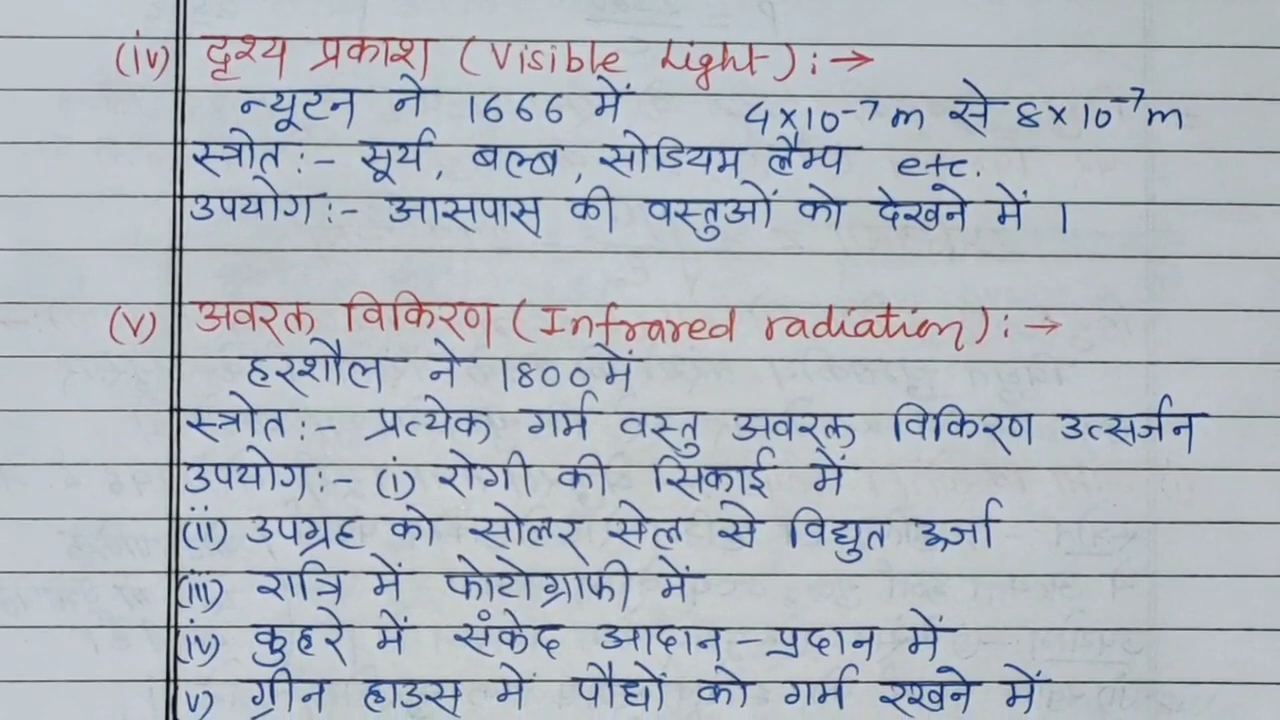 (iv) दृश्य प्रकाश (Visible Light) : →
न्यूटन ने 1666 में 4×10⁻⁷ m से 8×10⁻⁷ m
स्त्रोत :- सूर्य, बल्ब, सोडियम लैम्प etc.
उपयोग :- आसपास की वस्तुओं को देखने में ।
(v) अवरक्त विकिरण (Infrared radiation) : →
हरशैल ने 1800 में
स्त्रोत :- प्रत्येक गर्म वस्तु अवरक्त विकिरण उत्सर्जन
उपयोग :- (i) रोगी की सिकाई में
(ii) उपग्रह को सोलर सेल से विद्युत ऊर्जा
(iii) रात्रि में फोटोग्राफी में
(iv) कुहरे में संकेद आदान - प्रदान में
(v) ग्रीन हाउस में पौधों को गर्म रखने में